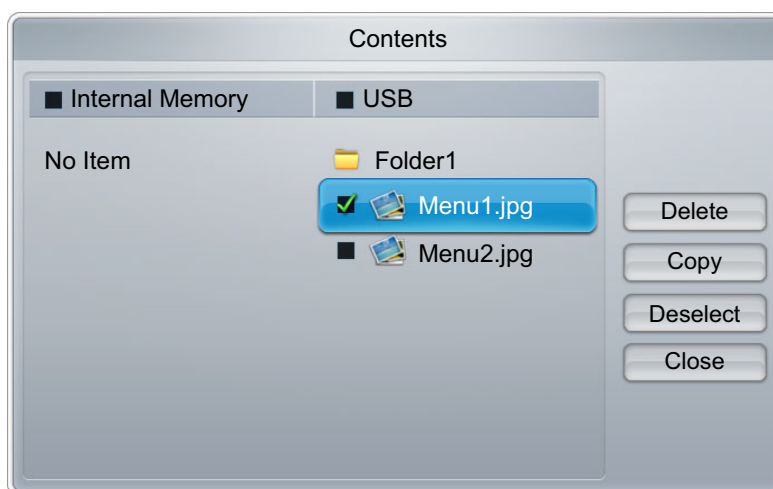 Contents
Internal Memory
USB
No Item
Folder1
Menu1.jpg
Menu2.jpg
Delete
Copy
Deselect
Close